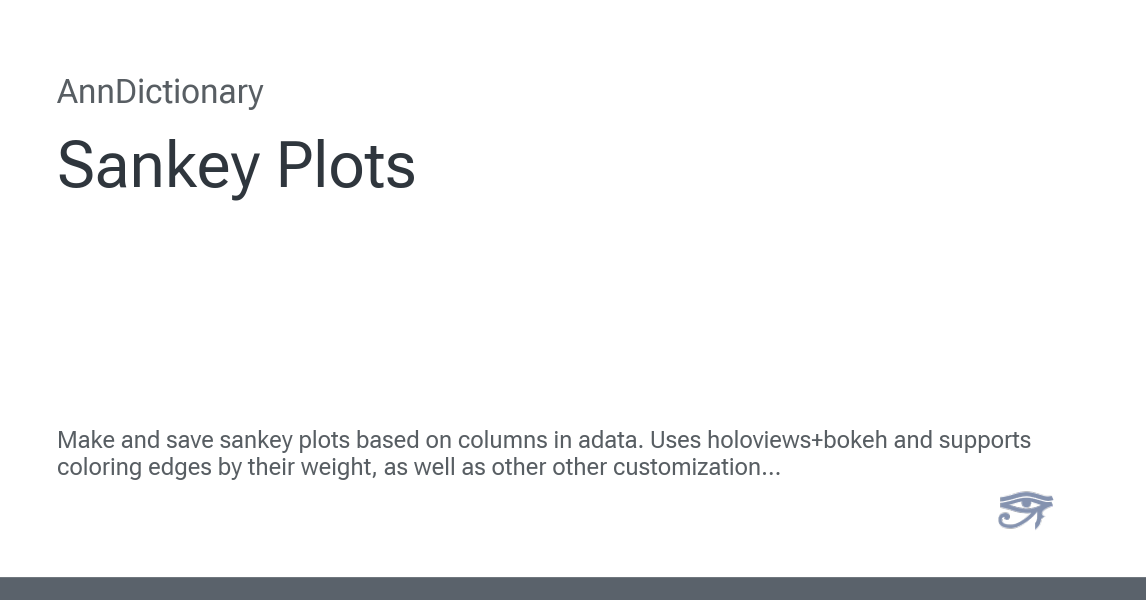 AnnDictionary
Sankey Plots
Make and save sankey plots based on columns in adata. Uses holoviews+bokeh and supports
coloring edges by their weight, as well as other other customization...